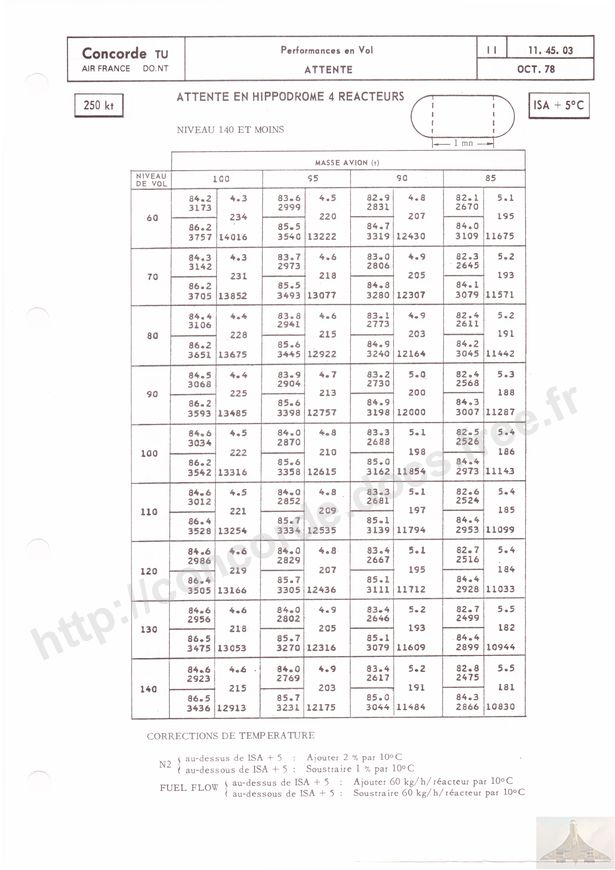 Concorde TU
AIR FRANCE DO.NT
Performances en Vol
ATTENTE
II
11. 45. 03
OCT. 78
250 kt
ATTENTE EN HIPPODROME 4 REACTEURS
NIVEAU 140 ET MOINS
1 mn
ISA + 5°C
MASSE AVION (t)
NIVEAU DE VOL 100 95 90 85
84.2 4.3 83.6 4.5 82.9 4.8 82.1 5.1
3173 2999 2831 2670
60 234 220 207 195
86.2 85.5 84.7 84.0
3757 14016 3540 13222 3319 12430 3109 11675
84.3 4.3 83.7 4.6 83.0 4.9 82.3 5.2
3142 2973 2806 2645
70 231 218 205 193
86.2 85.5 84.8 84.1
3705 13852 3493 13077 3280 12307 3079 11571
84.4 4.4 83.8 4.6 83.1 4.9 82.4 5.2
3106 2941 2773 2611
80 228 215 203 191
86.2 85.6 84.9 84.2
3651 13675 3445 12922 3240 12164 3045 11442
84.5 4.4 83.9 4.7 83.2 5.0 82.4 5.3
3068 2904 2730 2568
90 225 213 200 188
86.2 85.6 84.9 84.3
3593 13485 3398 12757 3198 12000 3007 11287
84.6 4.5 84.0 4.8 83.3 5.1 82.5 5.4
3034 2870 2688 2526
100 222 210 198 186
86.2 85.6 85.0 84.4
3542 13316 3358 12615 3162 11854 2973 11143
84.6 4.5 84.0 4.8 83.3 5.1 82.6 5.4
3012 2852 2681 2524
110 221 209 197 185
86.4 85.7 85.1 84.4
3528 13254 3334 12535 3139 11794 2953 11099
84.6 4.6 84.0 4.8 83.4 5.1 82.7 5.4
2986 2829 2667 2516
120 219 207 195 184
86.4 85.7 85.1 84.4
3505 13166 3305 12436 3111 11712 2928 11033
84.6 4.6 84.0 4.9 83.4 5.2 82.7 5.5
2956 2802 2646 2499
130 218 205 193 182
86.5 85.7 85.1 84.4
3475 13053 3270 12316 3079 11609 2899 10944
84.6 4.6 84.0 4.9 83.4 5.2 82.8 5.5
2923 2769 2617 2475
140 215 203 191 181
86.5 85.7 85.0 84.3
3436 12913 3231 12175 3044 11484 2866 10830
CORRECTIONS DE TEMPERATURE
N2 { au-dessus de ISA + 5 : Ajouter 2 % par 10°C
au-dessous de ISA + 5 : Soustraire 1 % par 10°C
FUEL FLOW { au-dessus de ISA + 5 : Ajouter 60 kg/h/réacteur par 10°C
au-dessous de ISA + 5 : Soustraire 60 kg/h/réacteur par 10°C
http://concorde.docs.free.fr